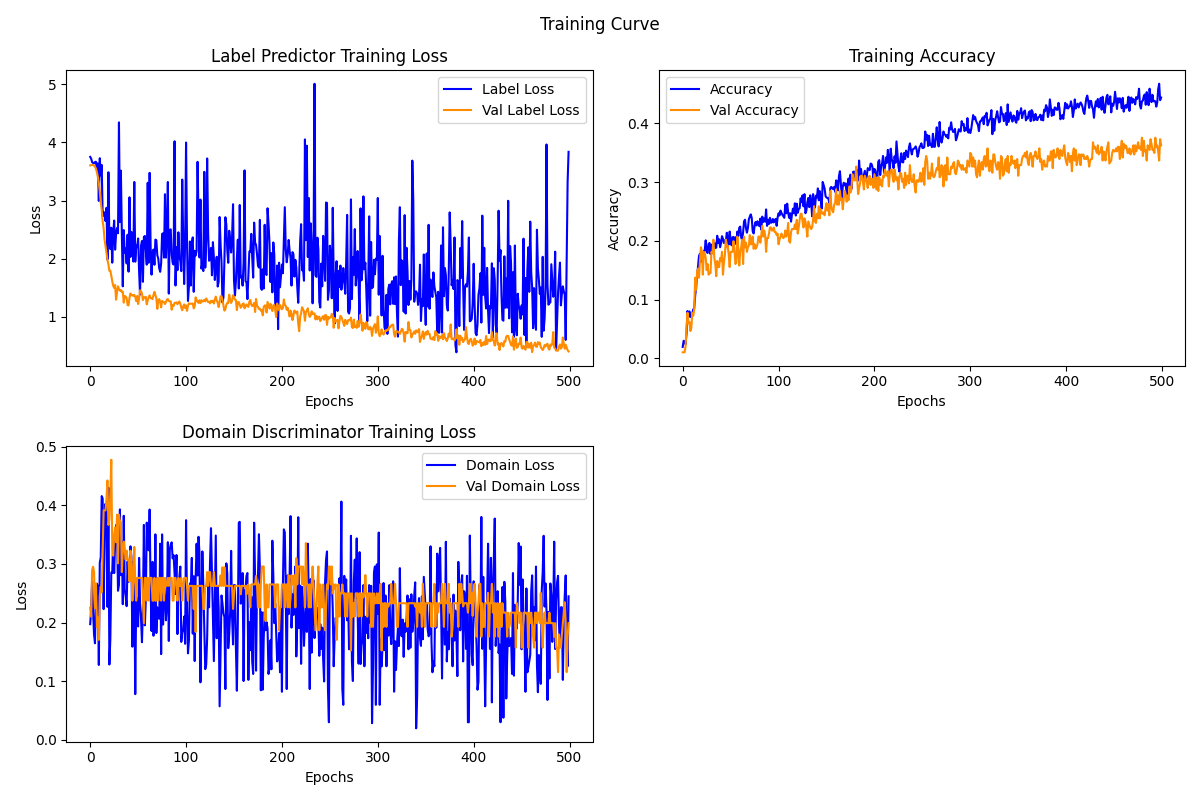 Training Curve
Label Predictor Training Loss
Loss
5
4
3
2
1
Label Loss
Val Label Loss
0 100 200 300 400 500
Epochs
Training Accuracy
Accuracy
0.4
0.3
0.2
0.1
0.0
Accuracy
Val Accuracy
0 100 200 300 400 500
Epochs
Domain Discriminator Training Loss
Loss
0.5
0.4
0.3
0.2
0.1
0.0
Domain Loss
Val Domain Loss
0 100 200 300 400 500
Epochs